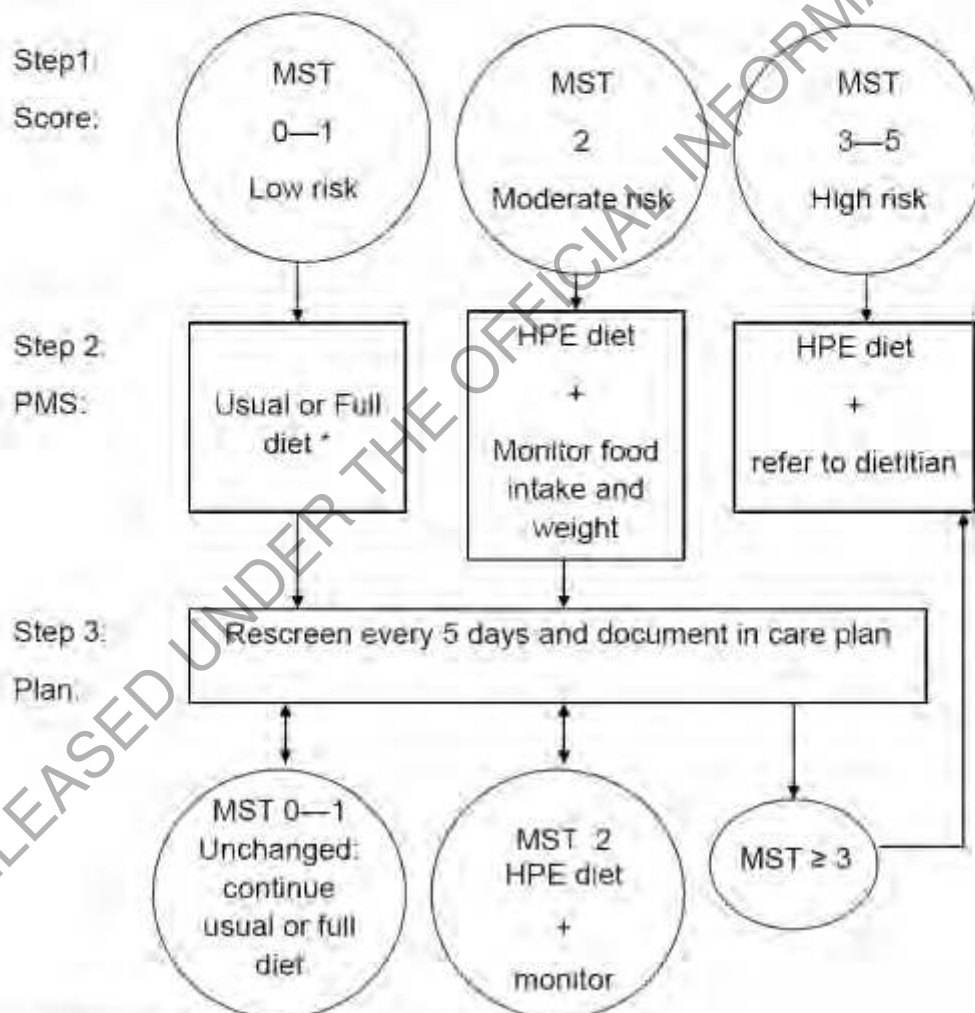 Step1:
Score:
MST
0—1
Low risk
MST
2
Moderate risk
MST
3—5
High risk
Step 2:
PMS:
Usual or Full
diet *
HPE diet
+
Monitor food
intake and
weight
HPE diet
+
refer to dietitian
Step 3:
Plan:
Rescreen every 5 days and document in care plan
MST 0—1
Unchanged:
continue
usual or full
diet
MST 2
HPE diet
+
monitor
MST ≥ 3
UNDER THE OFFICIAL